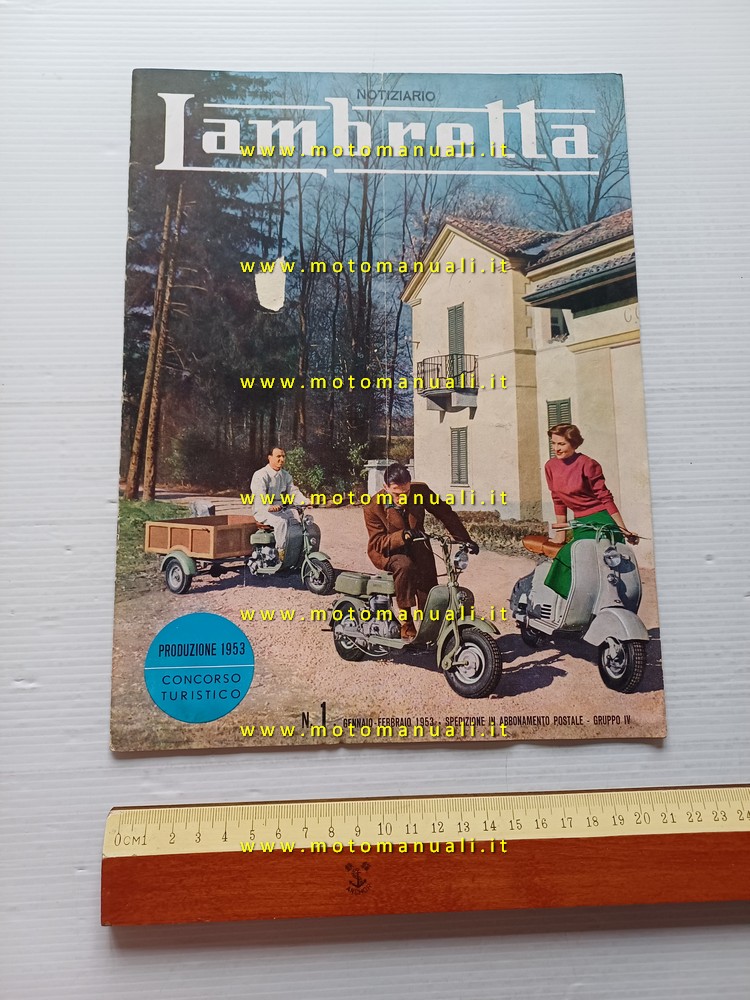 NOTIZIARIO
Lambretta
www.motomanuali.it
www.motomanuali.it
www.motomanuali.it
www.motomanuali.it
www.motomanuali.it
PRODUZIONE 1953
CONCORSO
TURISTICO
N. 1 - GENNAIO-FEBBRAIO 1953 - SPEDIZIONE IN ABBONAMENTO POSTALE - GRUPPO IV
www.motomanuali.it
0CM1 2 3 4 5 6 7 8 9 10 11 12 13 14 15 16 17 18 19 20 21 22 23 24
www.motomanuali.it